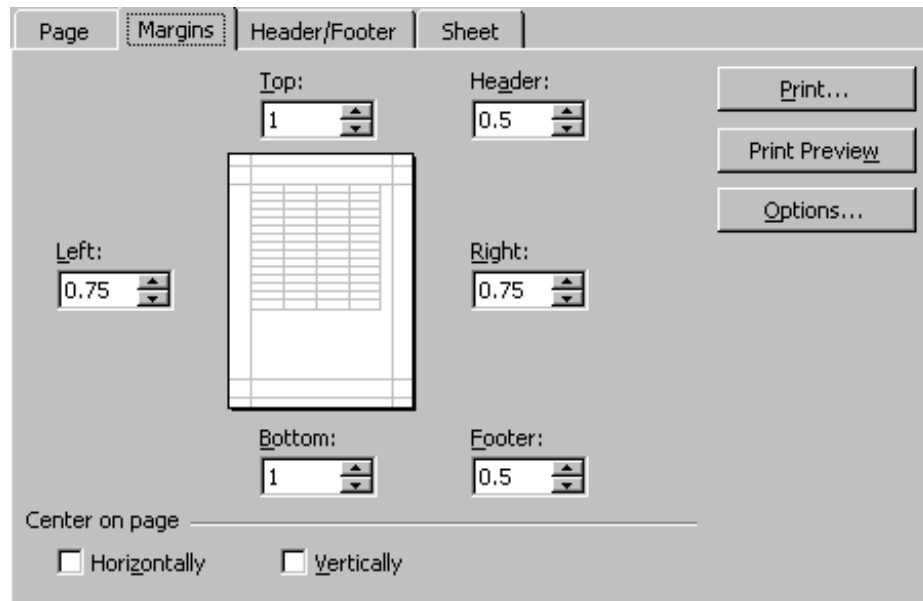 Page Margins Header/Footer Sheet
Top: Header:
1 0.5 Print...
Print Preview
Options...
Left: Right:
0.75 0.75
Bottom: Footer:
1 0.5
Center on page
Horizontally Vertically